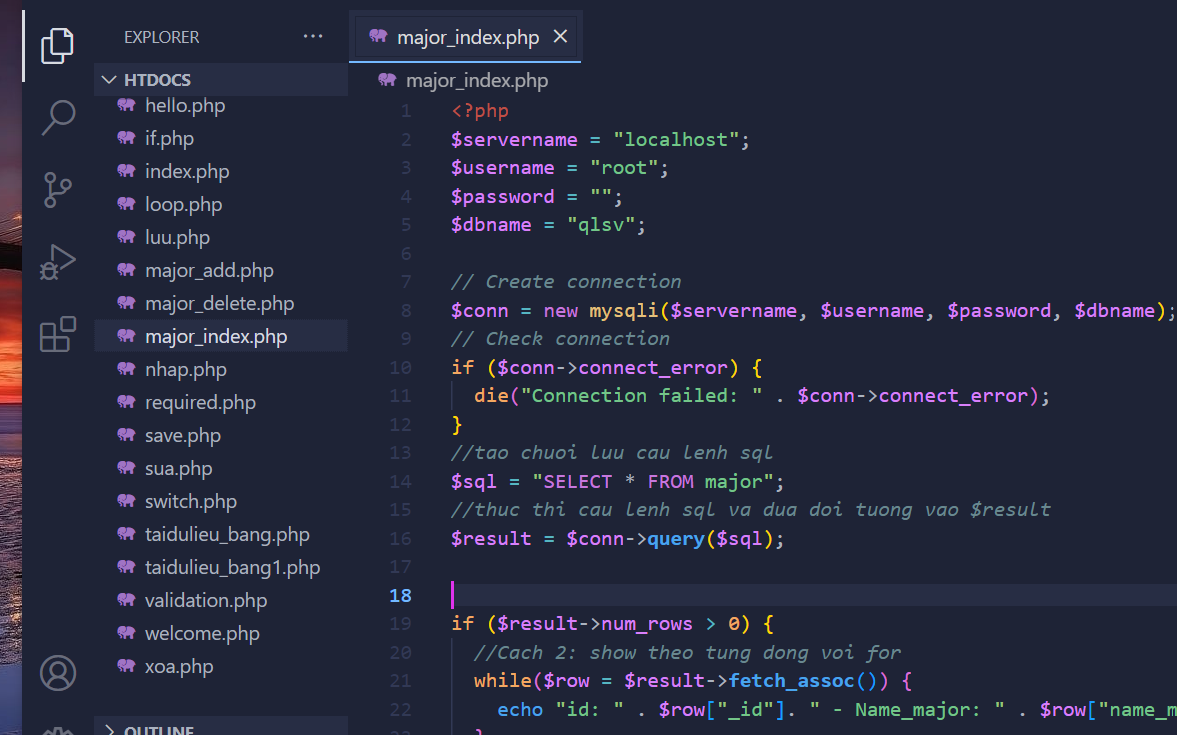 EXPLORER ···
HTDOCS
hello.php
if.php
index.php
loop.php
luu.php
major_add.php
major_delete.php
major_index.php
nhap.php
required.php
save.php
sua.php
switch.php
taidulieu_bang.php
taidulieu_bang1.php
validation.php
welcome.php
xoa.php
OUTLINE
major_index.php
major_index.php
1 <?php
2 $servername = "localhost";
3 $username = "root";
4 $password = "";
5 $dbname = "qlsv";
6
7 // Create connection
8 $conn = new mysqli($servername, $username, $password, $dbname);
9 // Check connection
10 if ($conn->connect_error) {
11 die("Connection failed: " . $conn->connect_error);
12 }
13 //tao chuoi luu cau lenh sql
14 $sql = "SELECT * FROM major";
15 //thuc thi cau lenh sql va dua doi tuong vao $result
16 $result = $conn->query($sql);
17
18
19 if ($result->num_rows > 0) {
20 //Cach 2: show theo tung dong voi for
21 while($row = $result->fetch_assoc()) {
22 echo "id: " . $row["_id"]. " - Name_major: " . $row["name_m